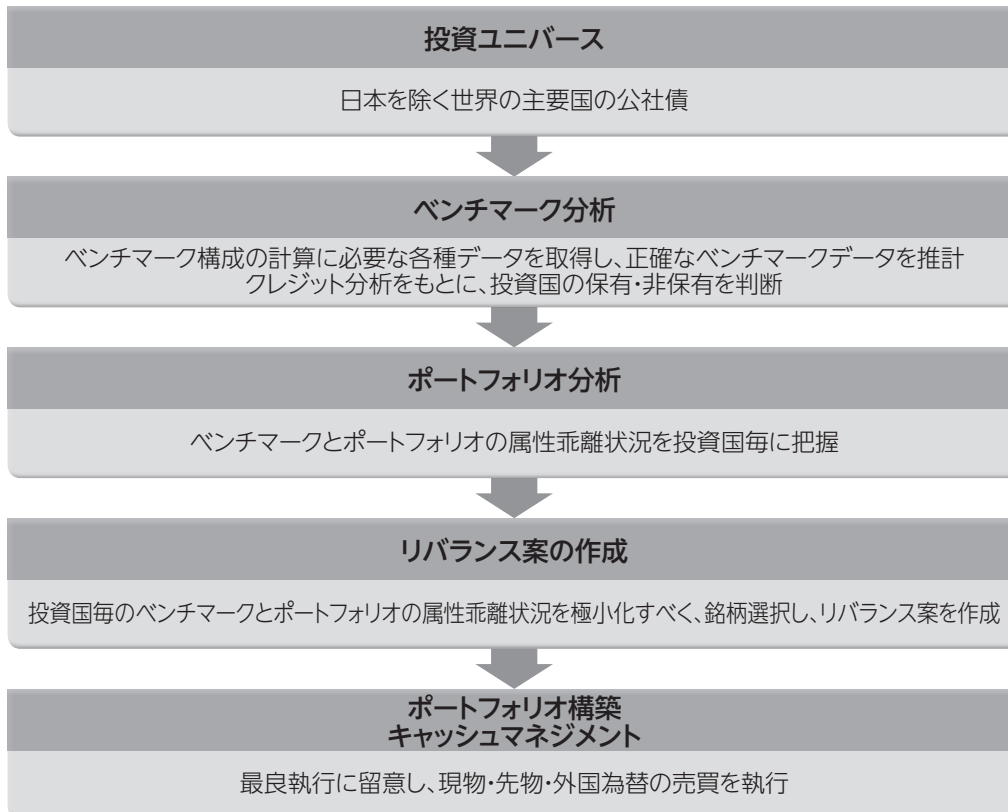 投資ユニバース
日本を除く世界の主要国の公社債
ベンチマーク分析
ベンチマーク構成の計算に必要な各種データを取得し、正確なベンチマークデータを推計
クレジット分析をもとに、投資国の保有・非保有を判断
ポートフォリオ分析
ベンチマークとポートフォリオの属性乖離状況を投資国毎に把握
リバランス案の作成
投資国毎のベンチマークとポートフォリオの属性乖離状況を極小化すべく、銘柄選択し、リバランス案を作成
ポートフォリオ構築
キャッシュマネジメント
最良執行に留意し、現物・先物・外国為替の売買を執行